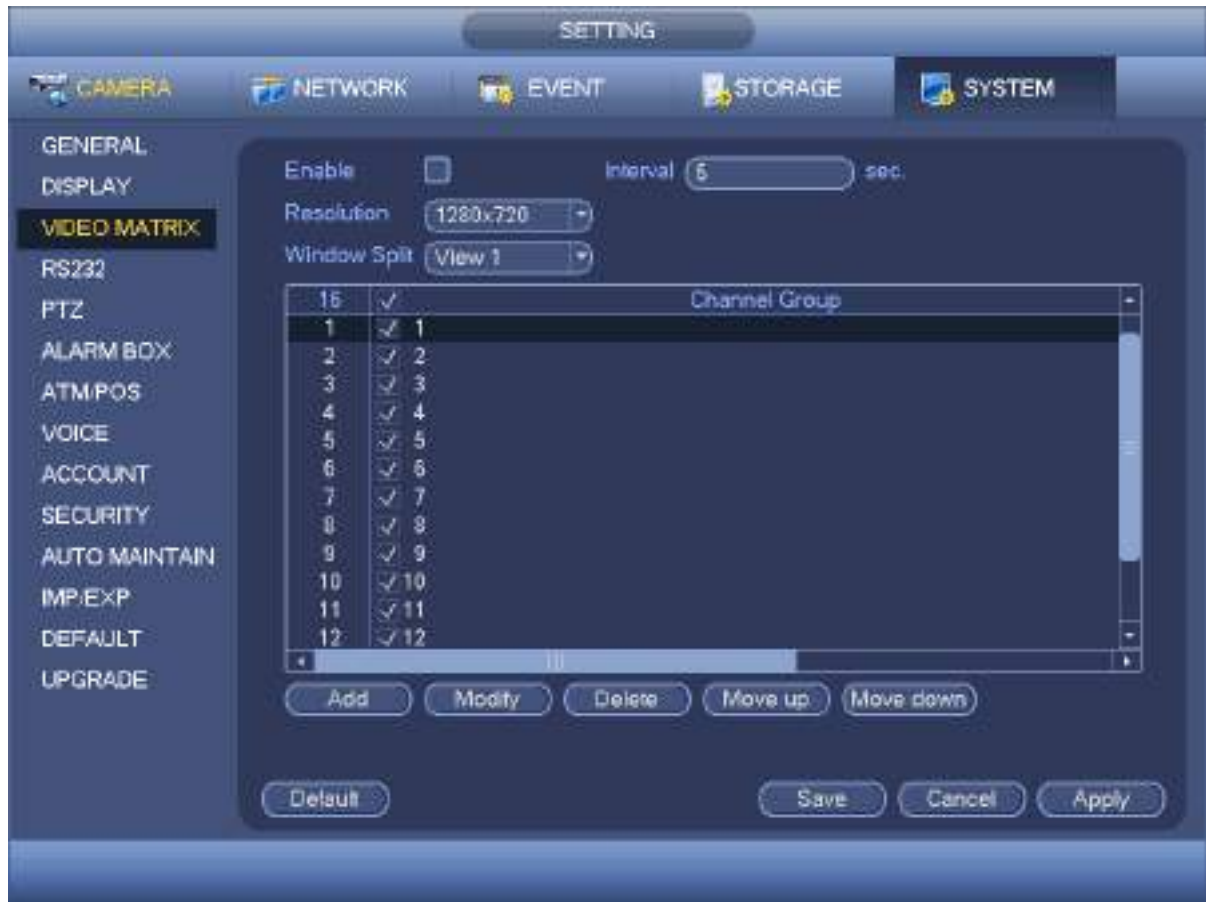 SETTING
CAMERA NETWORK EVENT STORAGE SYSTEM
GENERAL
DISPLAY
VIDEO MATRIX
RS232
PTZ
ALARM BOX
ATM/POS
VOICE
ACCOUNT
SECURITY
AUTO MAINTAIN
IMP/EXP
DEFAULT
UPGRADE
Enable Interval 5 sec.
Resolution 1280x720
Window Split View 1
16 Channel Group
1 1
2 2
3 3
4 4
5 5
6 6
7 7
8 8
9 9
10 10
11 11
12 12
Add Modify Delete Move up Move down
Default Save Cancel Apply